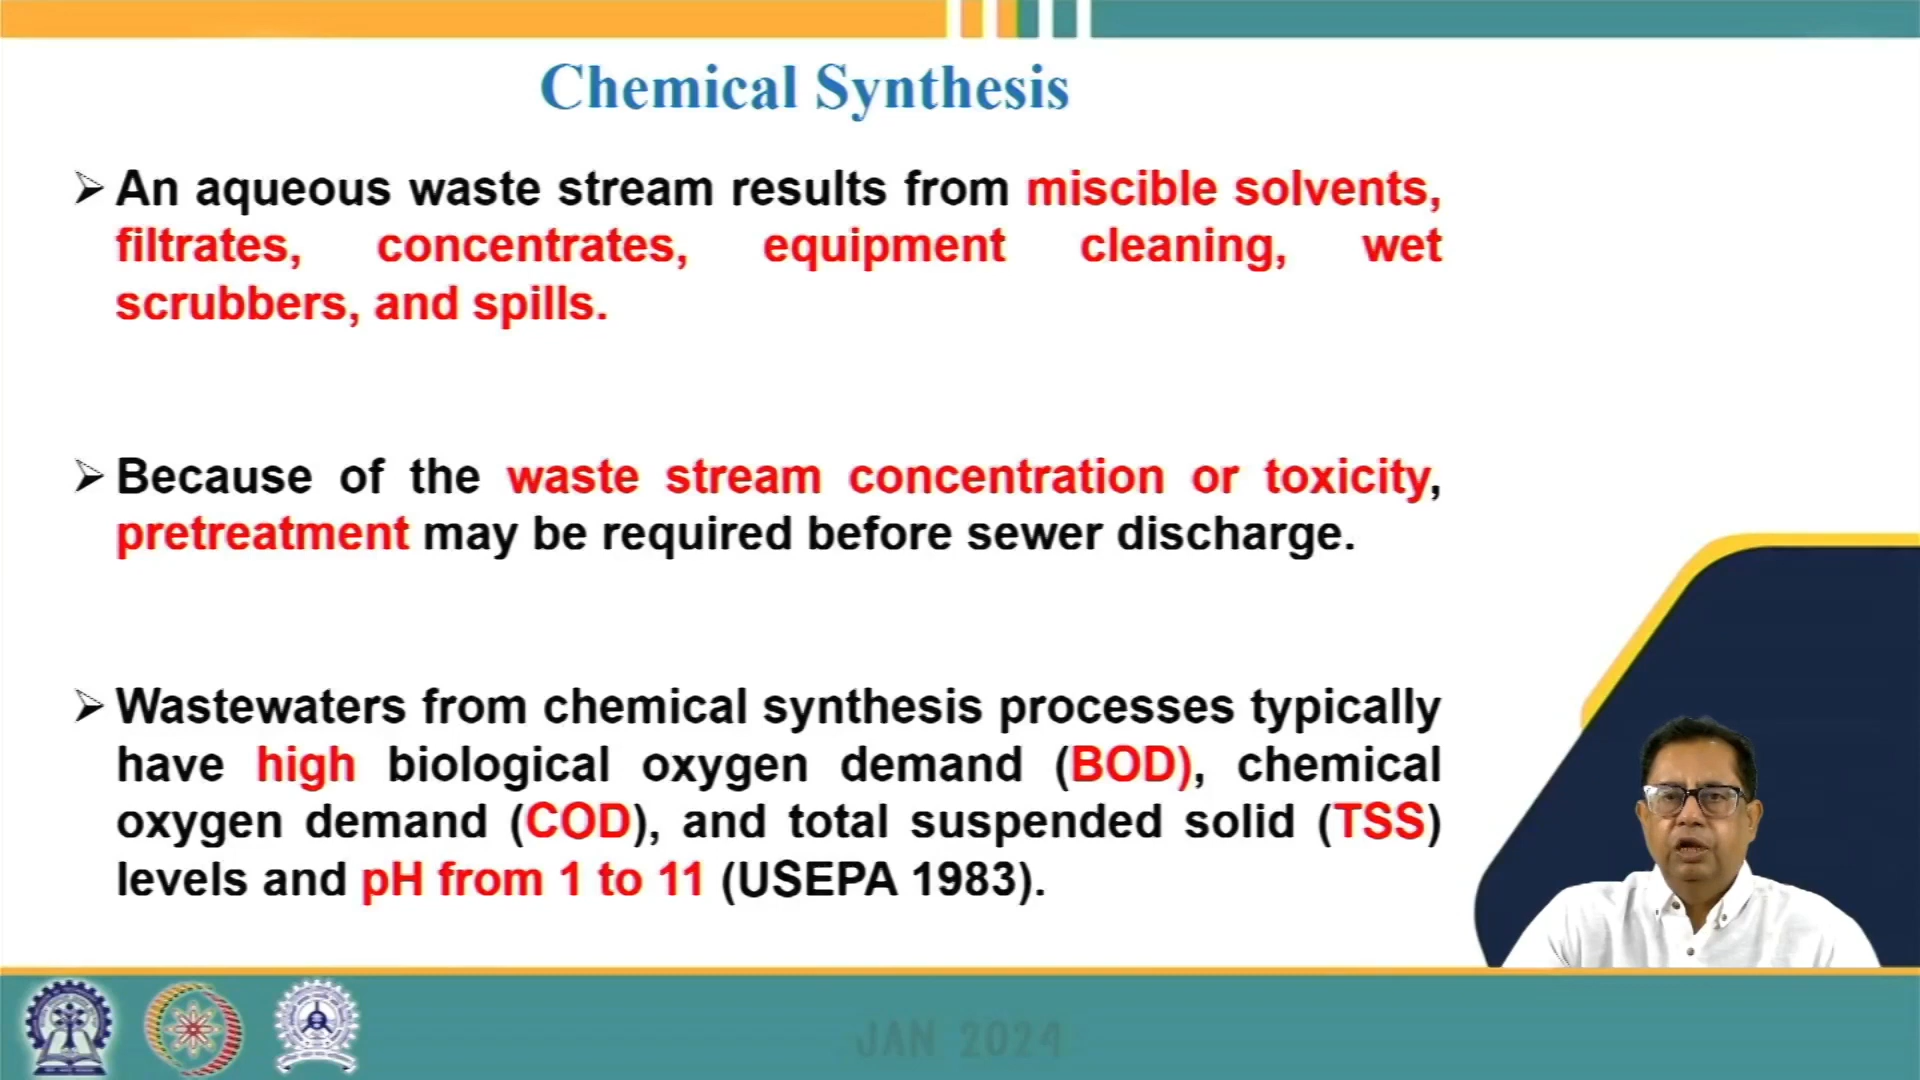 Chemical Synthesis
An aqueous waste stream results from miscible solvents,
filtrates, concentrates, equipment cleaning, wet
scrubbers, and spills.
Because of the waste stream concentration or toxicity,
pretreatment may be required before sewer discharge.
Wastewaters from chemical synthesis processes typically
have high biological oxygen demand (BOD), chemical
oxygen demand (COD), and total suspended solid (TSS)
levels and pH from 1 to 11 (USEPA 1983).
JAN 2024